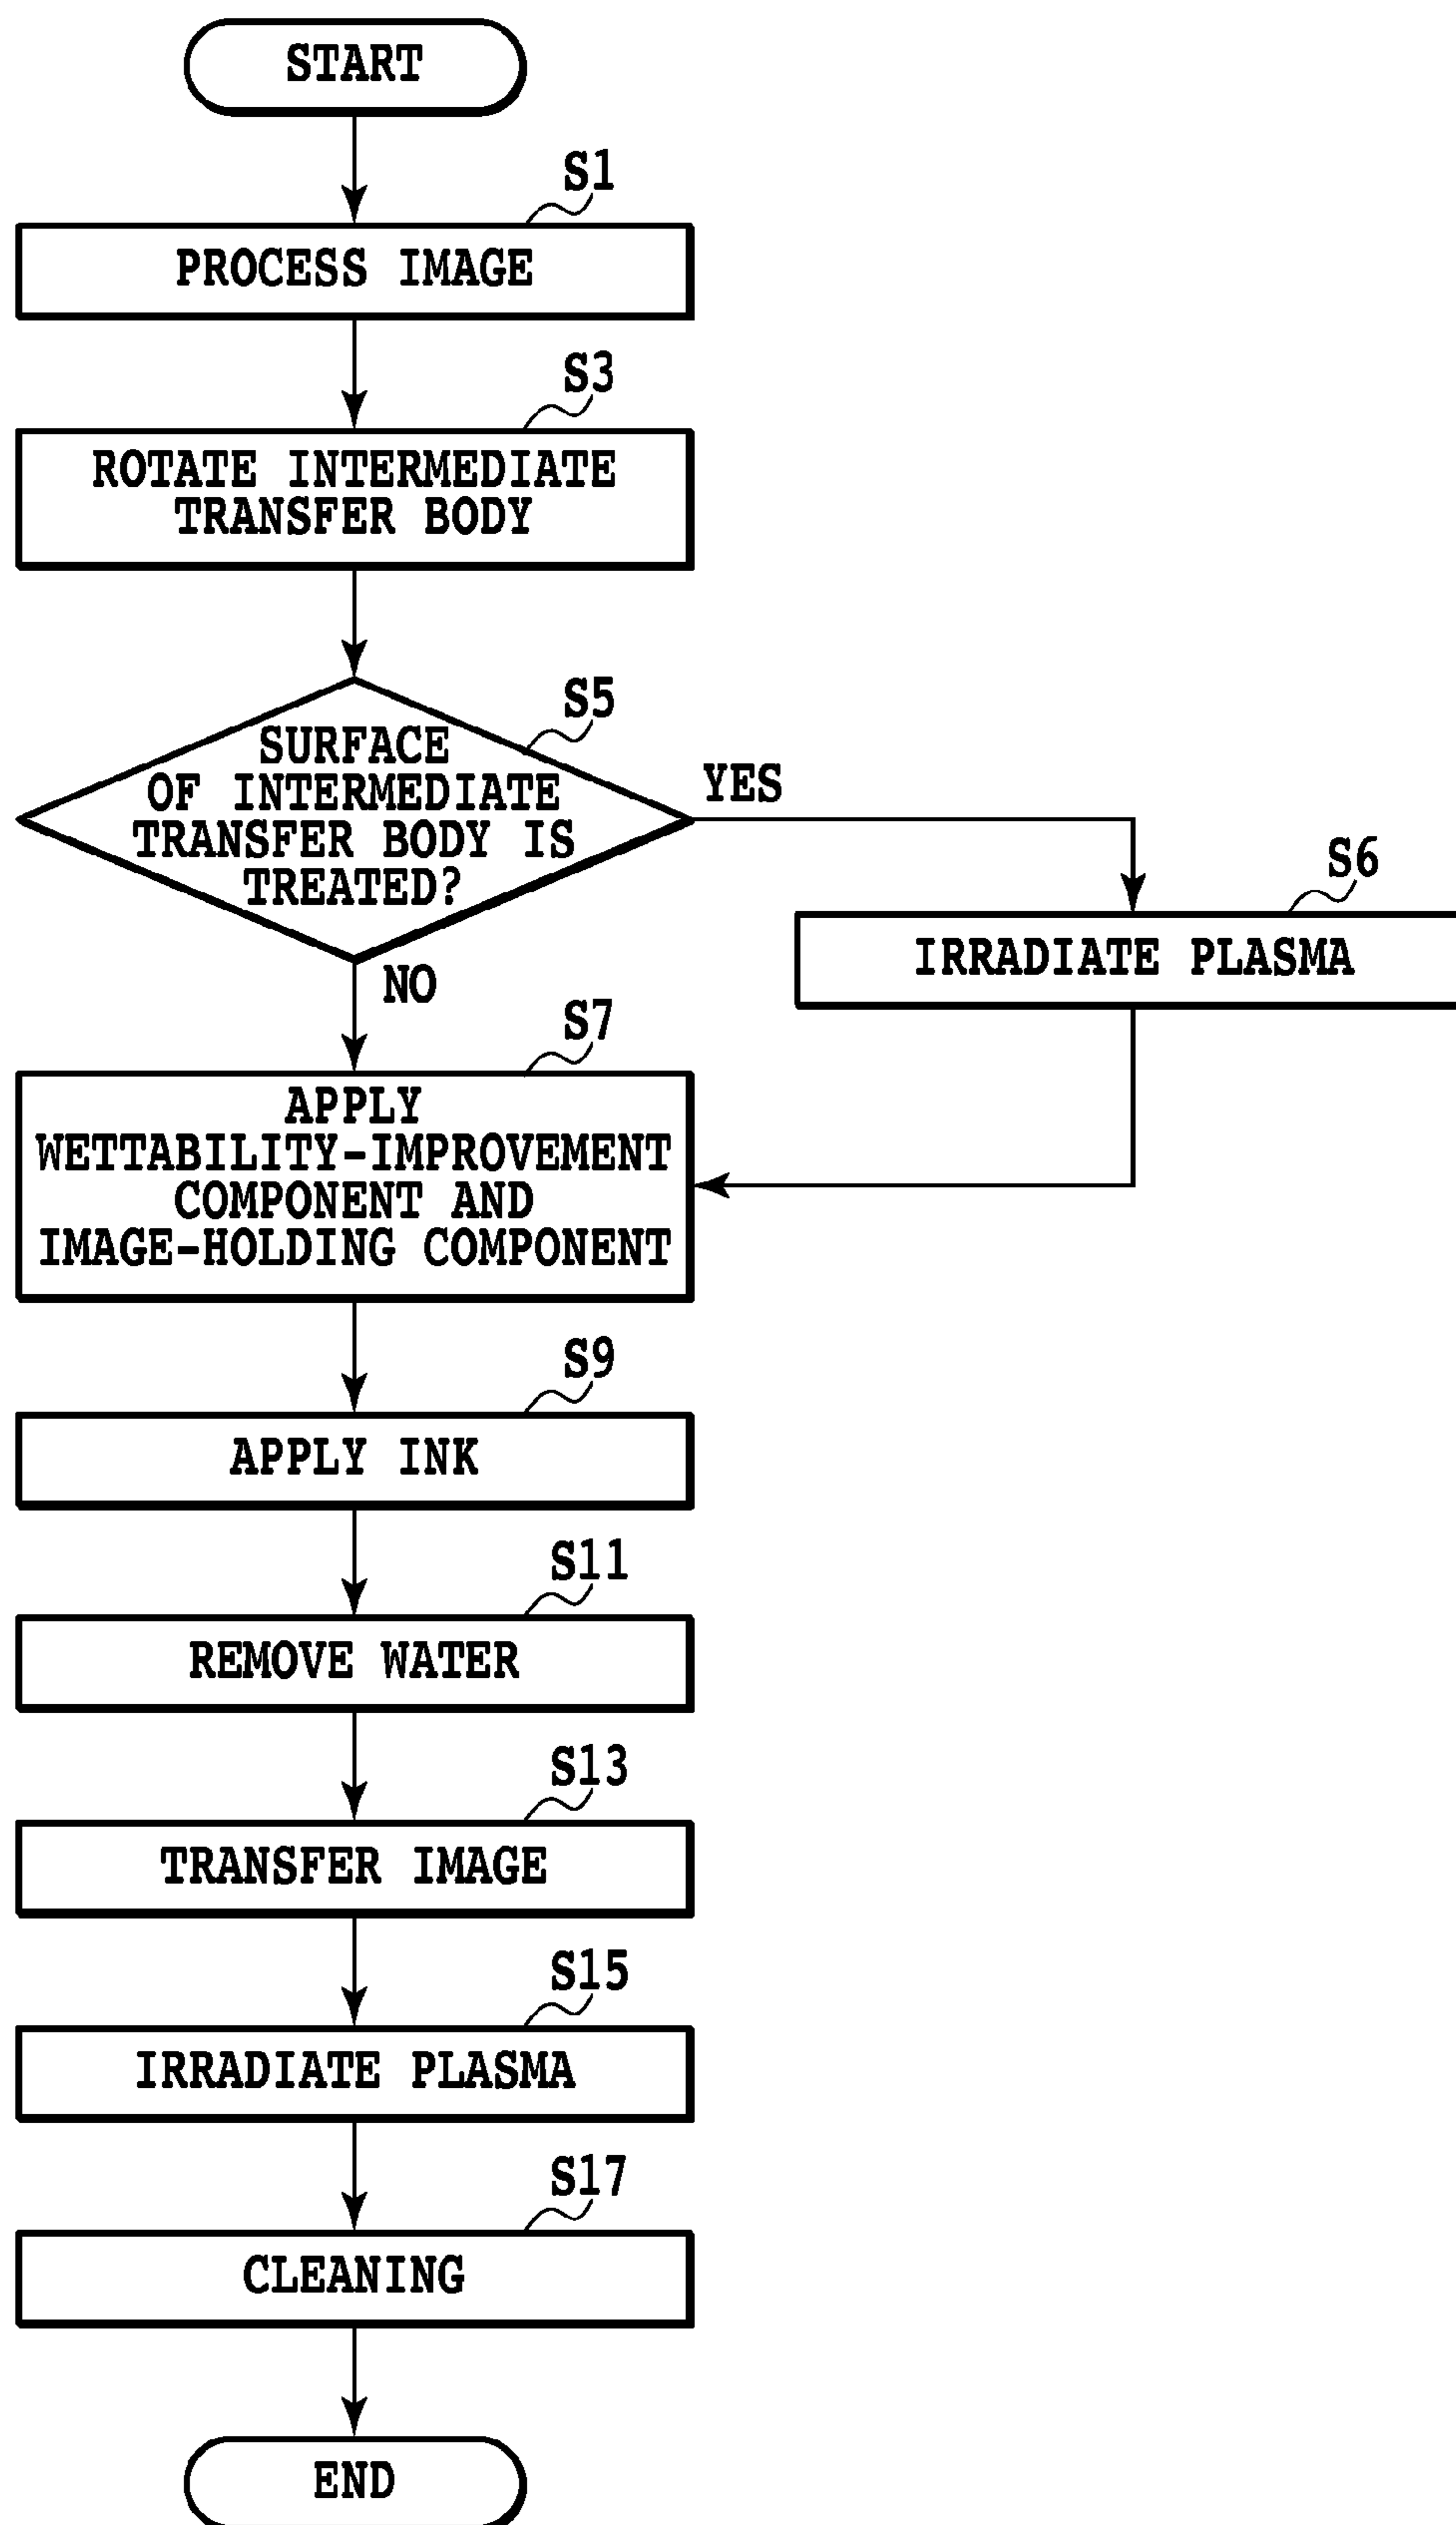 START
S1
PROCESS IMAGE
S3
ROTATE INTERMEDIATE
TRANSFER BODY
S5
SURFACE
OF INTERMEDIATE
TRANSFER BODY IS
TREATED?
YES
S6
IRRADIATE PLASMA
NO
S7
APPLY
WETTABILITY-IMPROVEMENT
COMPONENT AND
IMAGE-HOLDING COMPONENT
S9
APPLY INK
S11
REMOVE WATER
S13
TRANSFER IMAGE
S15
IRRADIATE PLASMA
S17
CLEANING
END